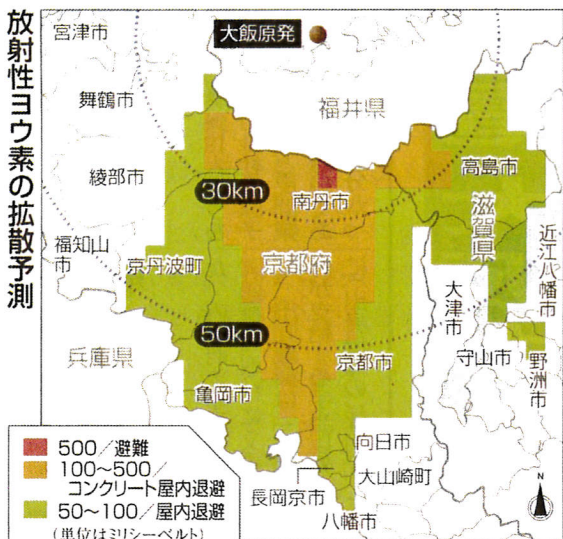 放射性ヨウ素の拡散予測
宮津市
大飯原発
舞鶴市
福井県
綾部市
高島市
30km
南丹市
滋賀県
福知山
市
京丹波町
京都府
近江八幡市
大津市
50km
兵庫県
京都市
守山市
野洲市
亀岡市
500/避難
100~500/
コンクリート屋内退避
50~100/屋内退避
(単位はミリシーベルト)
向日市
大山崎町
長岡京市
八幡市
N